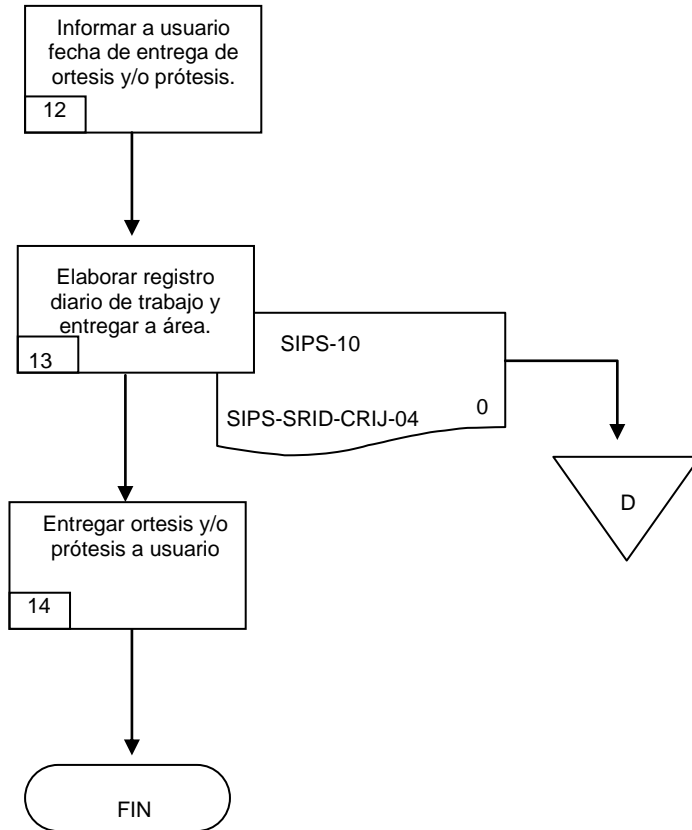 Informar a usuario
fecha de entrega de
ortesis y/o prótesis.
12
Elaborar registro
diario de trabajo y
entregar a área.
13
SIPS-10
SIPS-SRID-CRIJ-04
0
D
Entregar ortesis y/o
prótesis a usuario
14
FIN